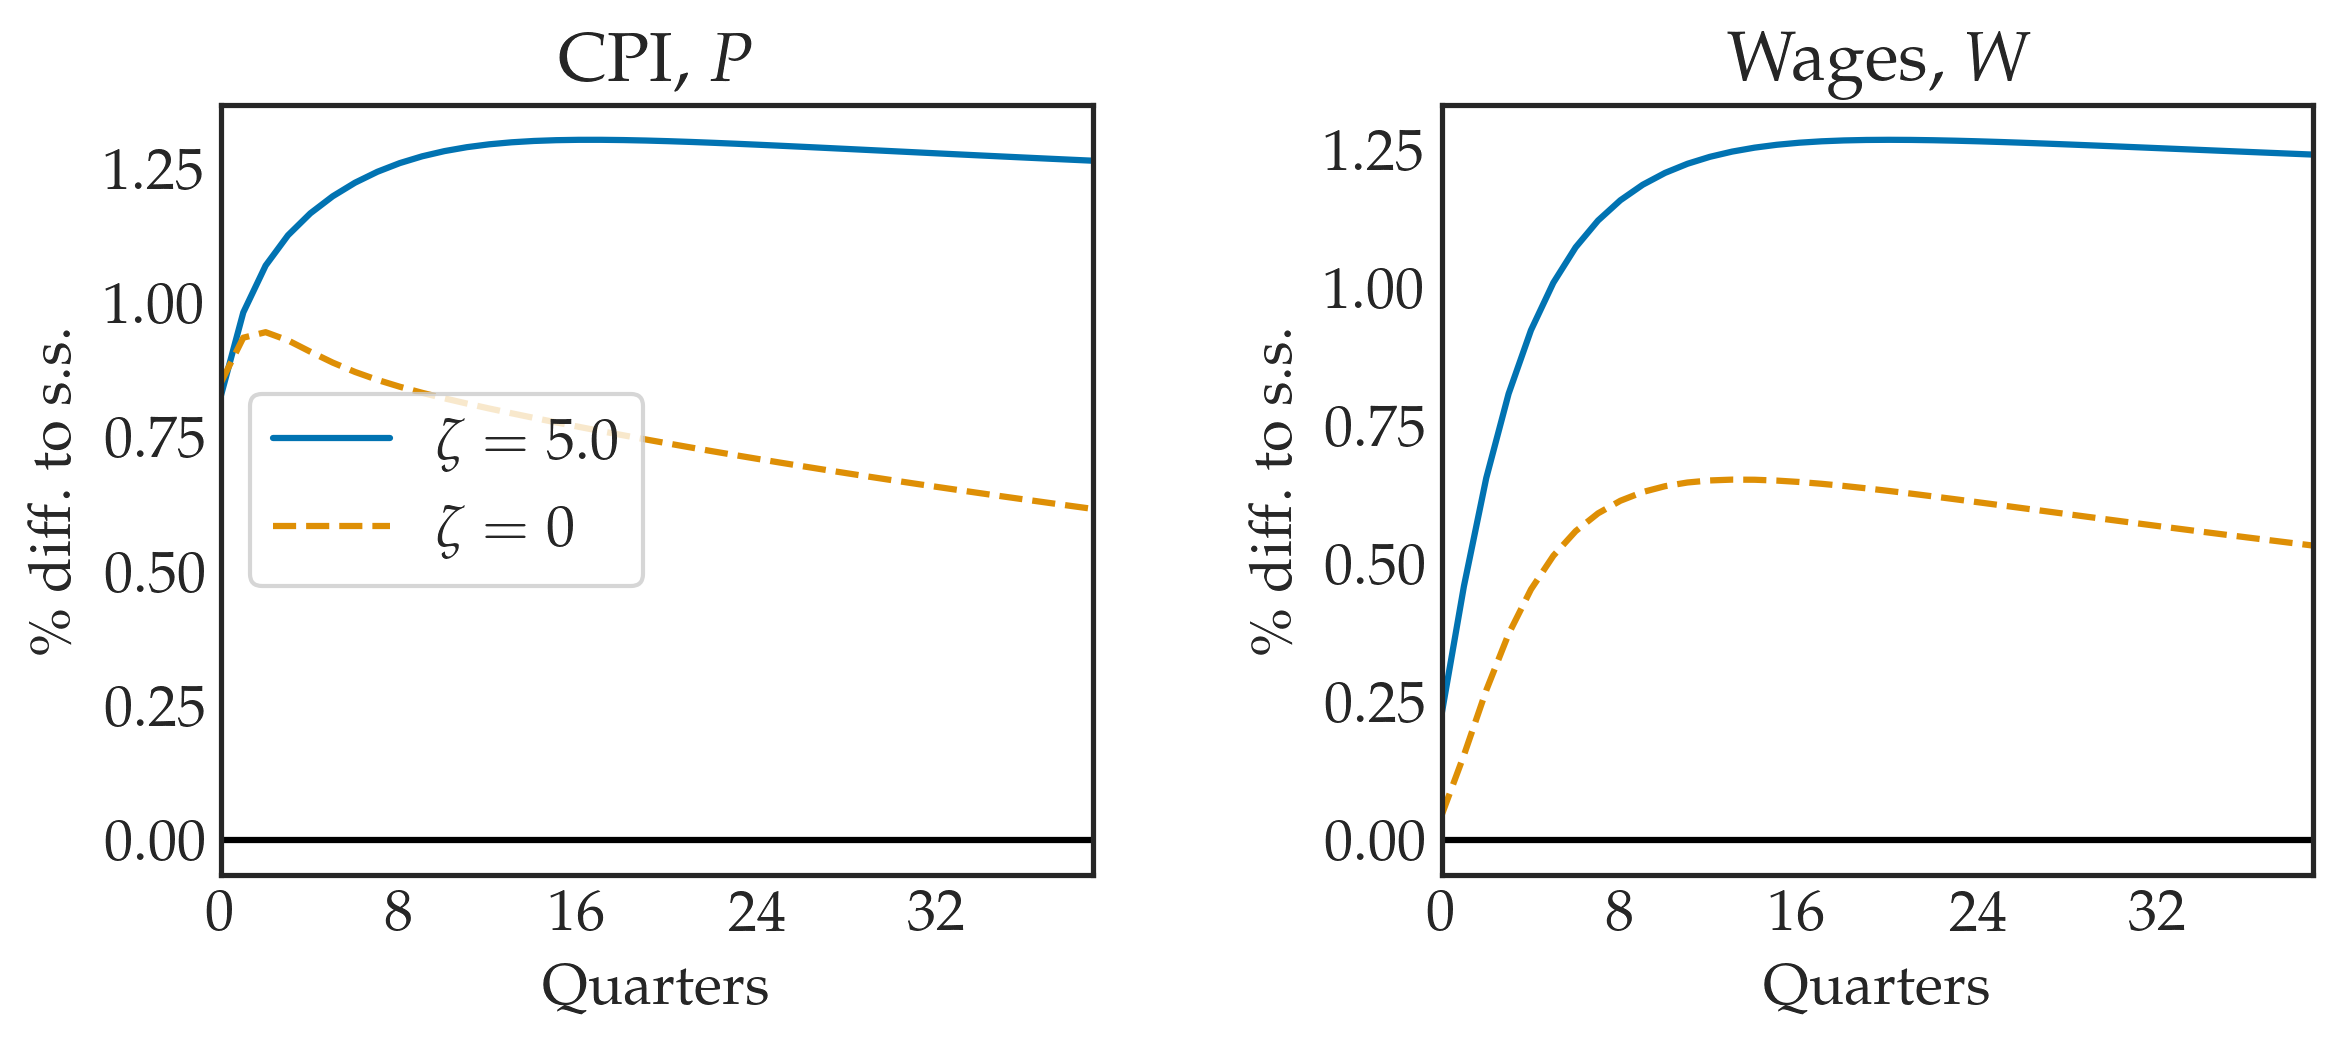 CPI, P
% diff. to s.s.
1.25
1.00
0.75
0.50
0.25
0.00
ζ = 5.0
ζ = 0
0 8 16 24 32
Quarters
Wages, W
% diff. to s.s.
1.25
1.00
0.75
0.50
0.25
0.00
0 8 16 24 32
Quarters